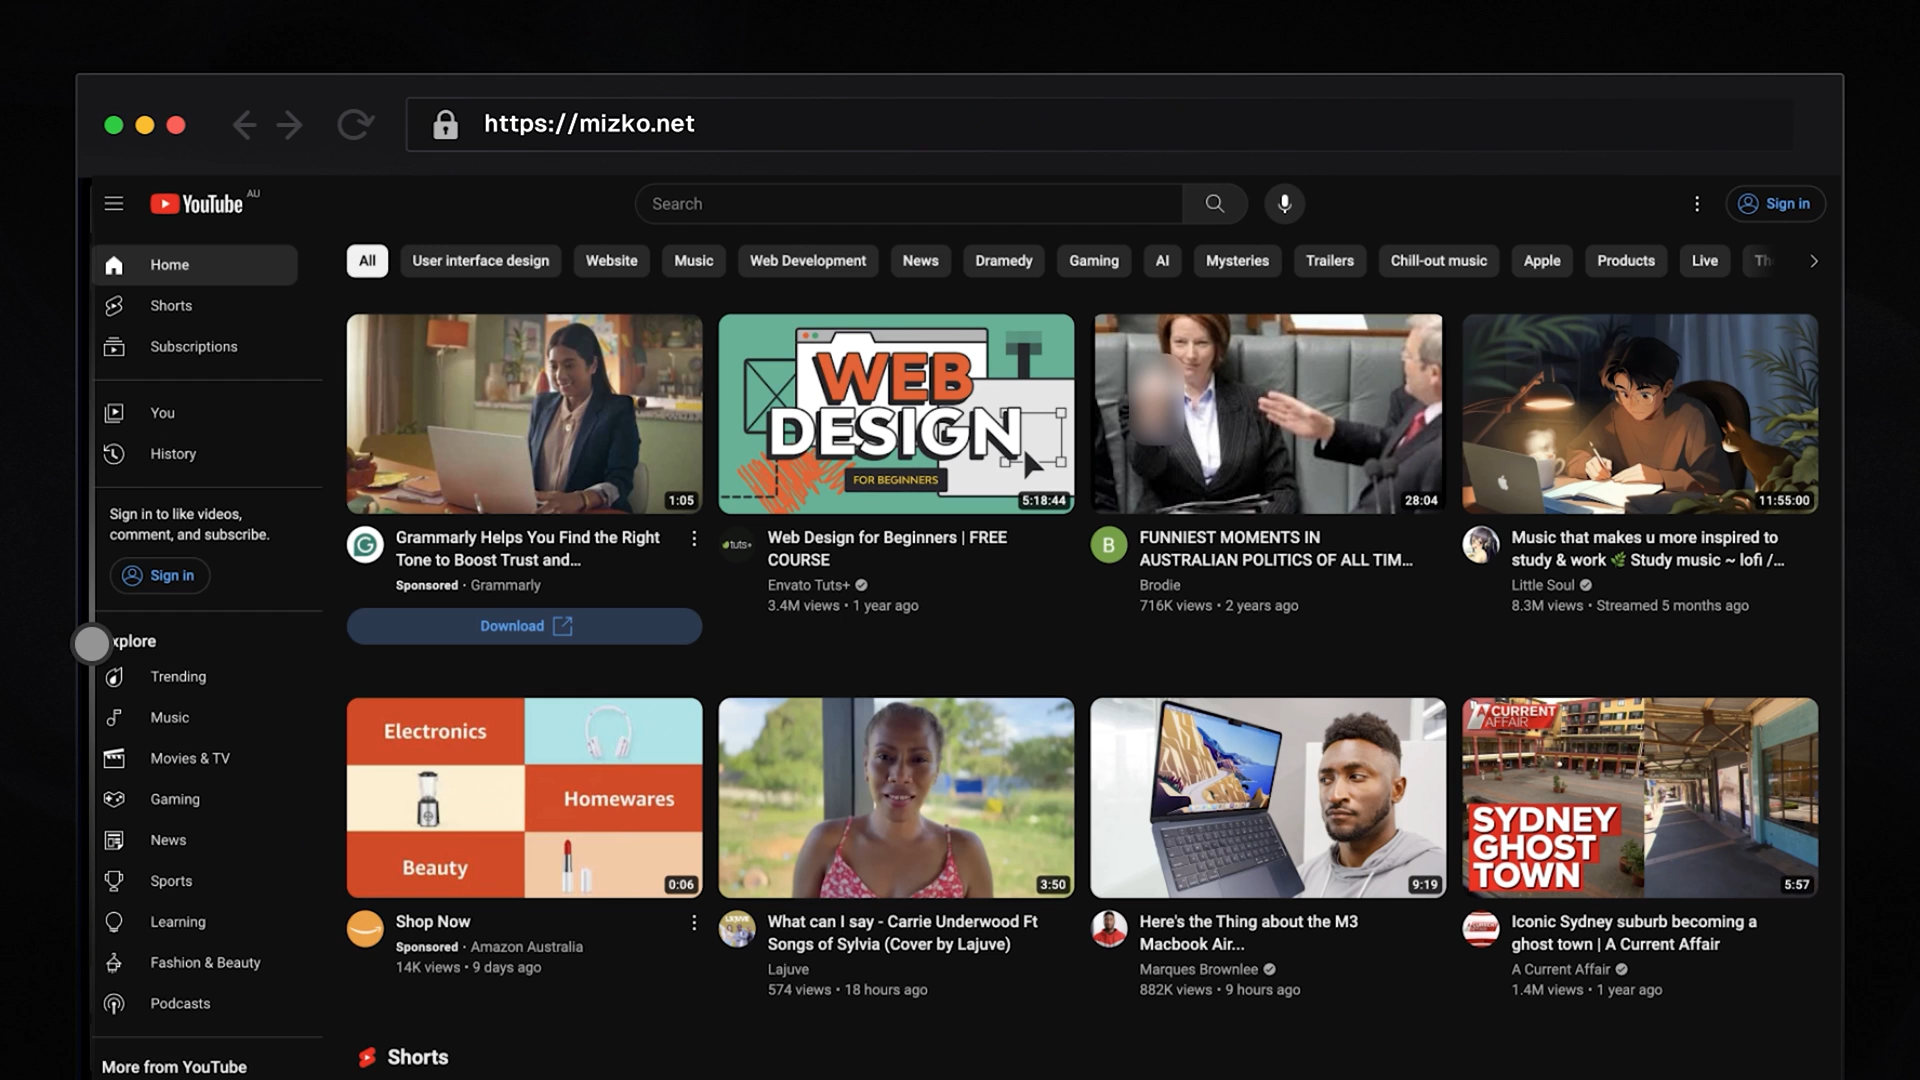 https://mizko.net
YouTube AU
Search
Sign in
Home
Shorts
Subscriptions
You
History
Sign in to like videos,
comment, and subscribe.
Sign in
xplore
Trending
Music
Movies & TV
Gaming
News
Sports
Learning
Fashion & Beauty
Podcasts
More from YouTube
All
User interface design
Website
Music
Web Development
News
Dramedy
Gaming
AI
Mysteries
Trailers
Chill-out music
Apple
Products
Live
Th
1:05
Grammarly Helps You Find the Right
Tone to Boost Trust and...
Sponsored · Grammarly
Download
WEB
DESIGN
FOR BEGINNERS
5:18:44
tuts+
Web Design for Beginners | FREE
COURSE
Envato Tuts+
3.4M views • 1 year ago
28:04
B
FUNNIEST MOMENTS IN
AUSTRALIAN POLITICS OF ALL TIM...
Brodie
716K views • 2 years ago
11:55:00
Music that makes u more inspired to
study & work 🌿 Study music ~ lofi /...
Little Soul
8.3M views • Streamed 5 months ago
Electronics
Homewares
Beauty
0:06
Shop Now
Sponsored · Amazon Australia
14K views • 9 days ago
3:50
What can I say - Carrie Underwood Ft
Songs of Sylvia (Cover by Lajuve)
Lajuve
574 views • 18 hours ago
9:19
Here's the Thing about the M3
Macbook Air...
Marques Brownlee
882K views • 9 hours ago
A CURRENT
AFFAIR
SYDNEY
GHOST
TOWN
5:57
Iconic Sydney suburb becoming a
ghost town | A Current Affair
A Current Affair
1.4M views • 1 year ago
Shorts